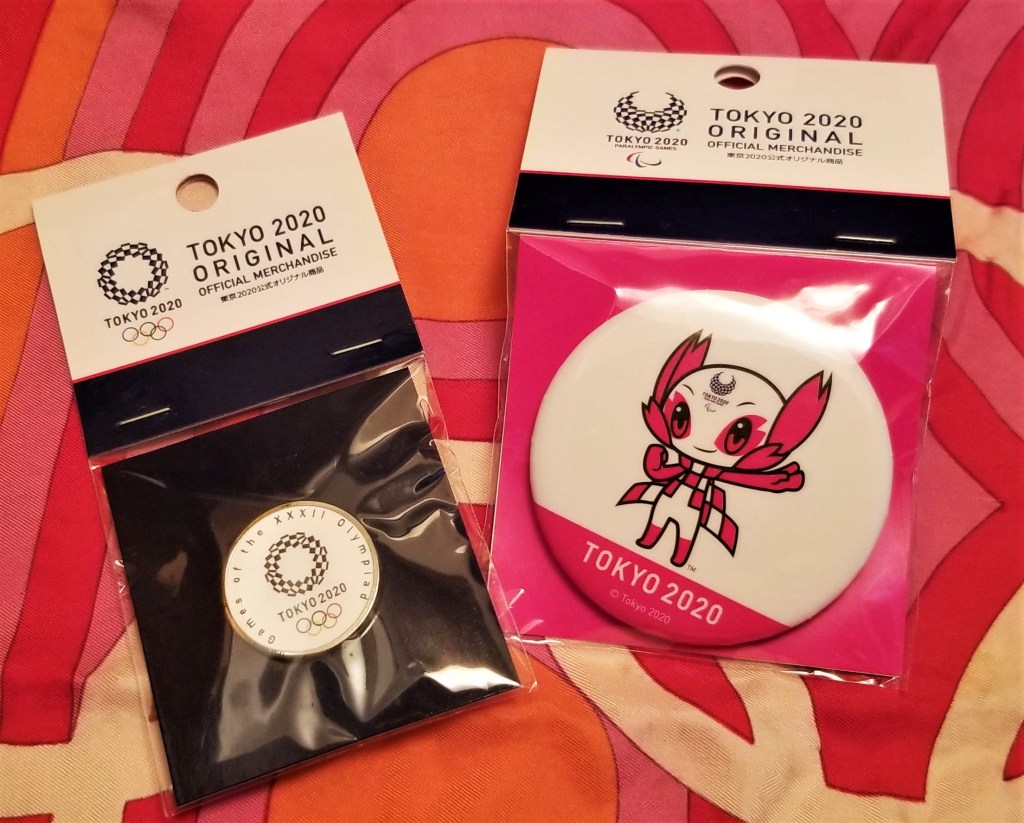 TOKYO 2020
ORIGINAL
OFFICIAL MERCHANDISE
東京2020公式オリジナル商品
TOKYO 2020
Games of the XXXII Olympiad
TOKYO 2020
TOKYO 2020
PARALYMPIC GAMES
TOKYO 2020
ORIGINAL
OFFICIAL MERCHANDISE
東京2020公式オリジナル商品
TOKYO 2020
TM
TOKYO 2020
© Tokyo 2020